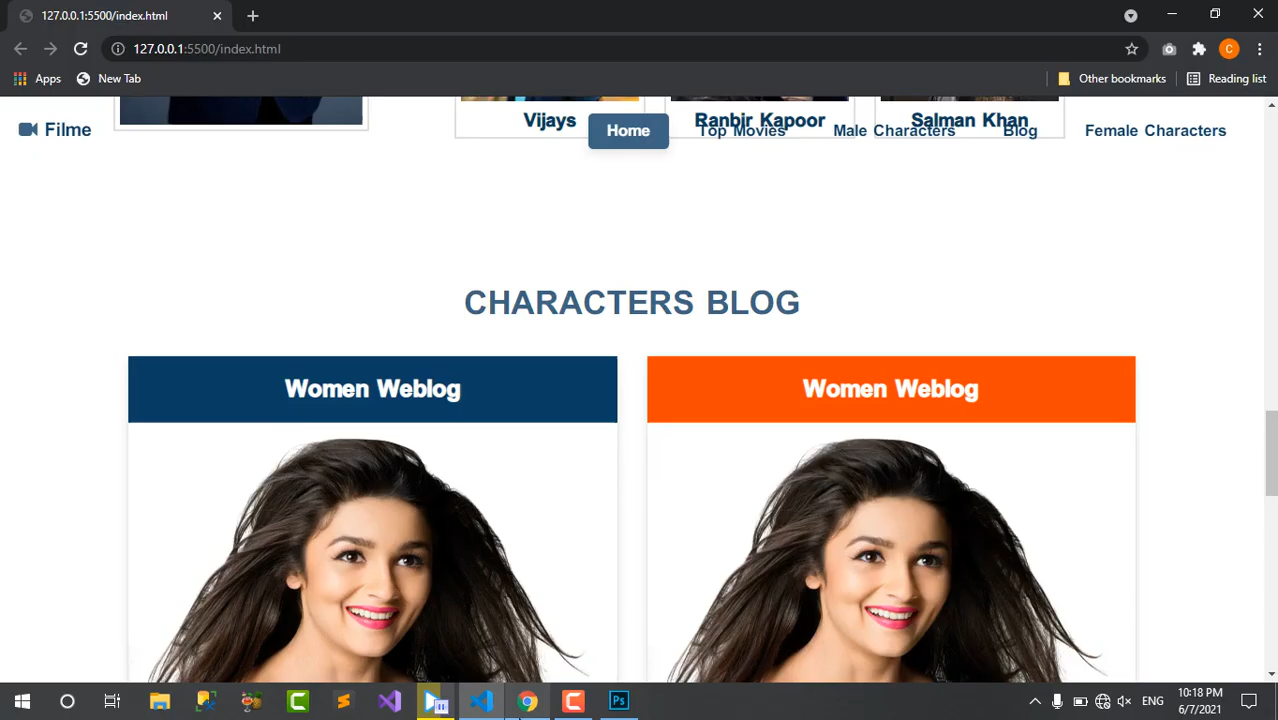 127.0.0.1:5500/index.html
127.0.0.1:5500/index.html
C
Apps
New Tab
Other bookmarks
Reading list
Vijays
Ranbir Kapoor
Salman Khan
Filme
Home
Top Movies
Male Characters
Blog
Female Characters
CHARACTERS BLOG
Women Weblog
Women Weblog
C
C
Ps
ENG
10:18 PM
6/7/2021